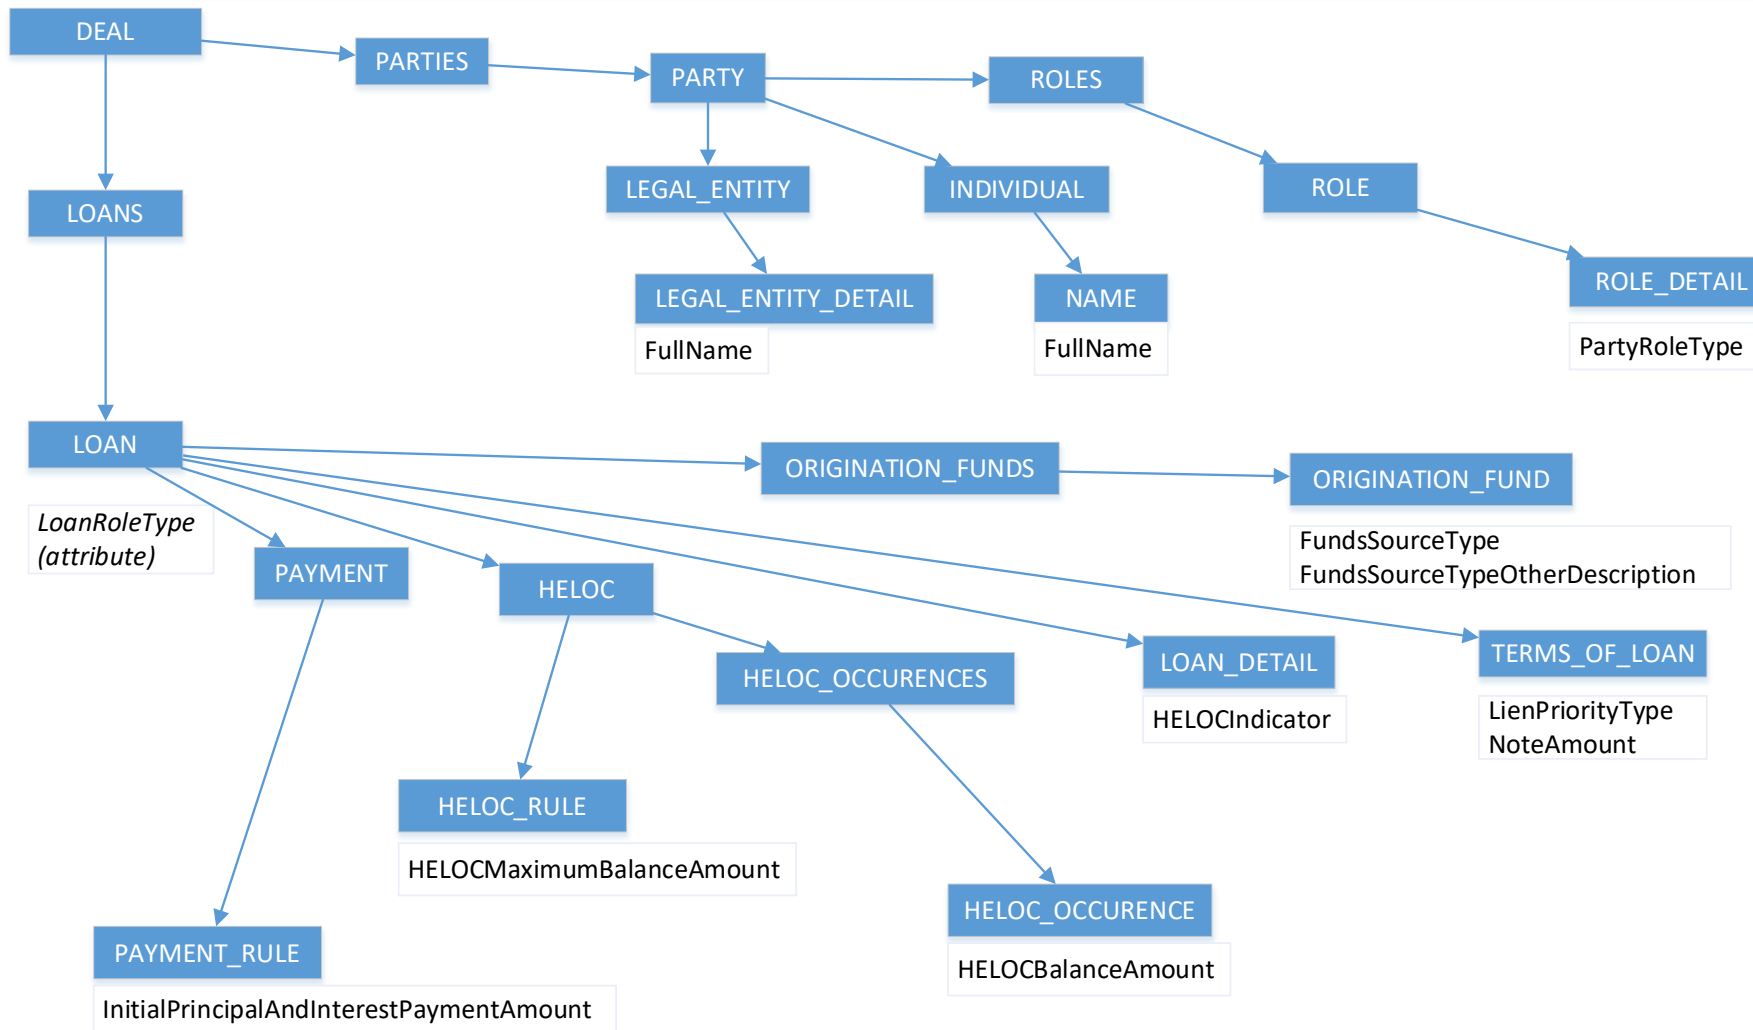 DEAL
PARTIES
PARTY
ROLES
LEGAL_ENTITY
INDIVIDUAL
ROLE
LOANS
LEGAL_ENTITY_DETAIL
NAME
ROLE_DETAIL
FullName
FullName
PartyRoleType
LOAN
ORIGINATION_FUNDS
ORIGINATION_FUND
LoanRoleType
(attribute)
FundsSourceType
FundsSourceTypeOtherDescription
PAYMENT
HELOC
HELOC_OCCURENCES
LOAN_DETAIL
TERMS_OF_LOAN
HELOCIndicator
LienPriorityType
NoteAmount
HELOC_RULE
HELOCMaximumBalanceAmount
HELOC_OCCURENCE
HELOCBalanceAmount
PAYMENT_RULE
InitialPrincipalAndInterestPaymentAmount